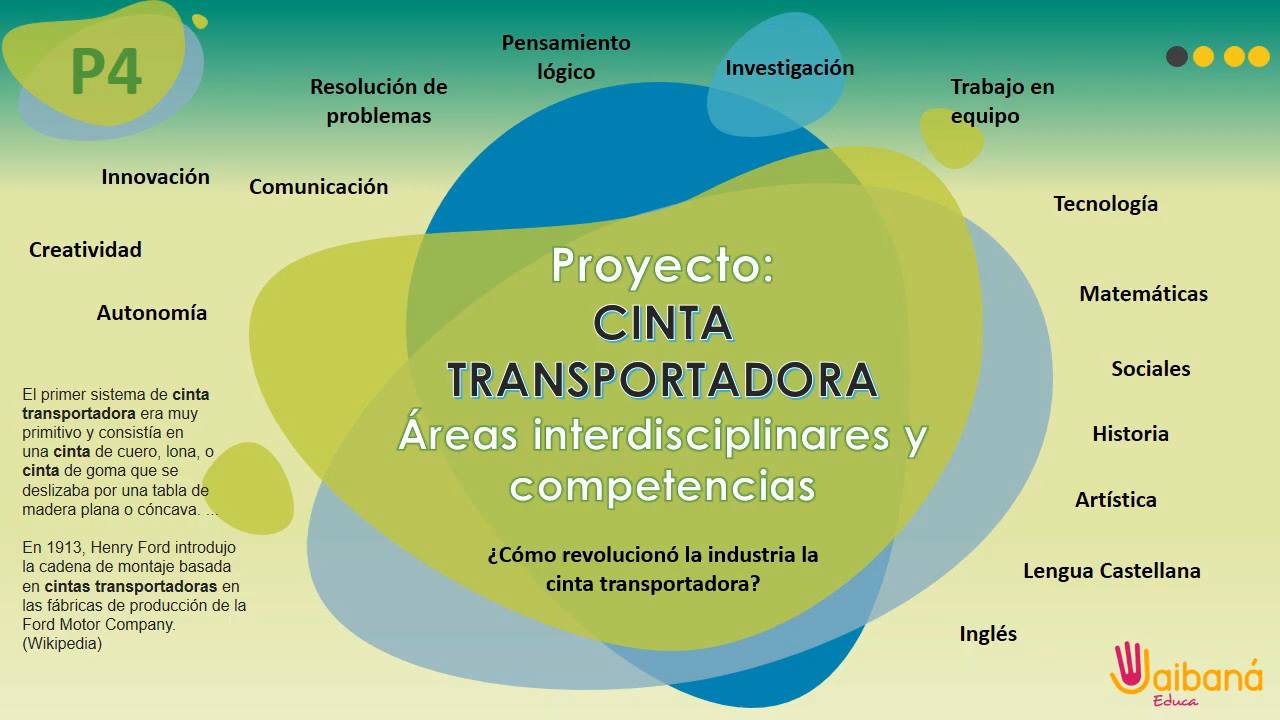 P4
Pensamiento
lógico
Investigación
Resolución de
problemas
Trabajo en
equipo
Innovación
Comunicación
Tecnología
Creatividad
Autonomía
Matemáticas
Sociales
Historia
Artística
Lengua Castellana
Inglés
Proyecto:
CINTA
TRANSPORTADORA
Áreas interdisciplinares y
competencias
¿Cómo revolucionó la industria la
cinta transportadora?
El primer sistema de cinta
transportadora era muy
primitivo y consistía en
una cinta de cuero, lona, o
cinta de goma que se
deslizaba por una tabla de
madera plana o cóncava. ...
En 1913, Henry Ford introdujo
la cadena de montaje basada
en cintas transportadoras en
las fábricas de producción de la
Ford Motor Company.
(Wikipedia)
Jaibaná
Educa